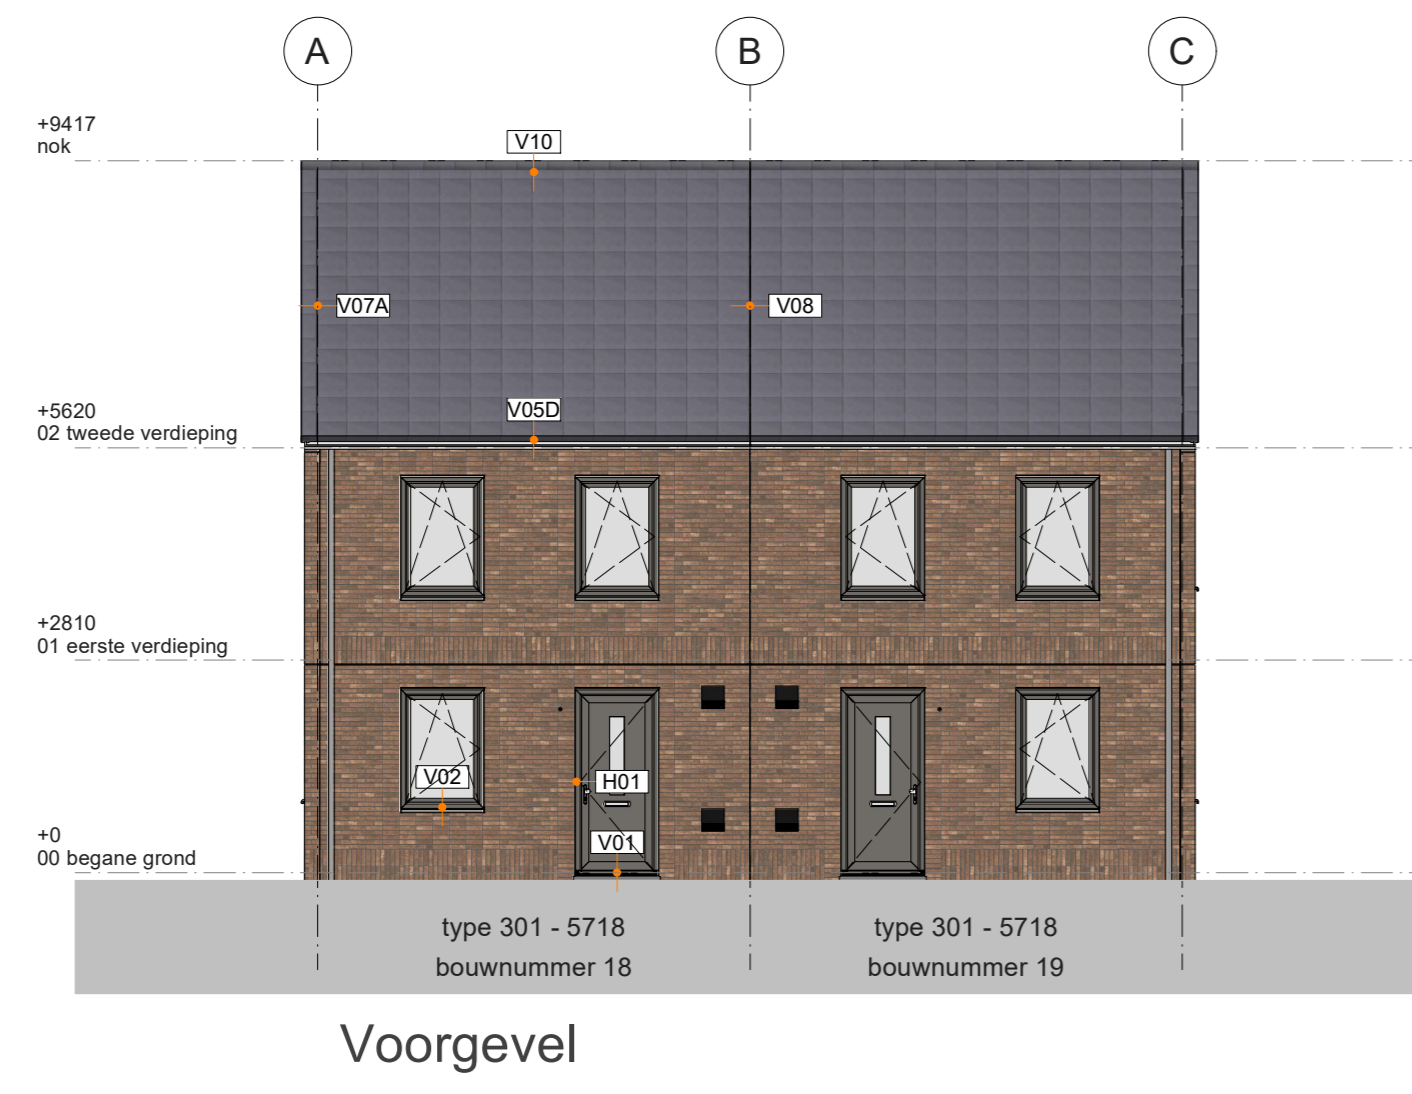 A
B
C
+9417
nok
V10
V07A
V08
+5620
02 tweede verdieping
V05D
+2810
01 eerste verdieping
V02
H01
+0
00 begane grond
V01
type 301 - 5718
bouwnummer 18
type 301 - 5718
bouwnummer 19
Voorgevel